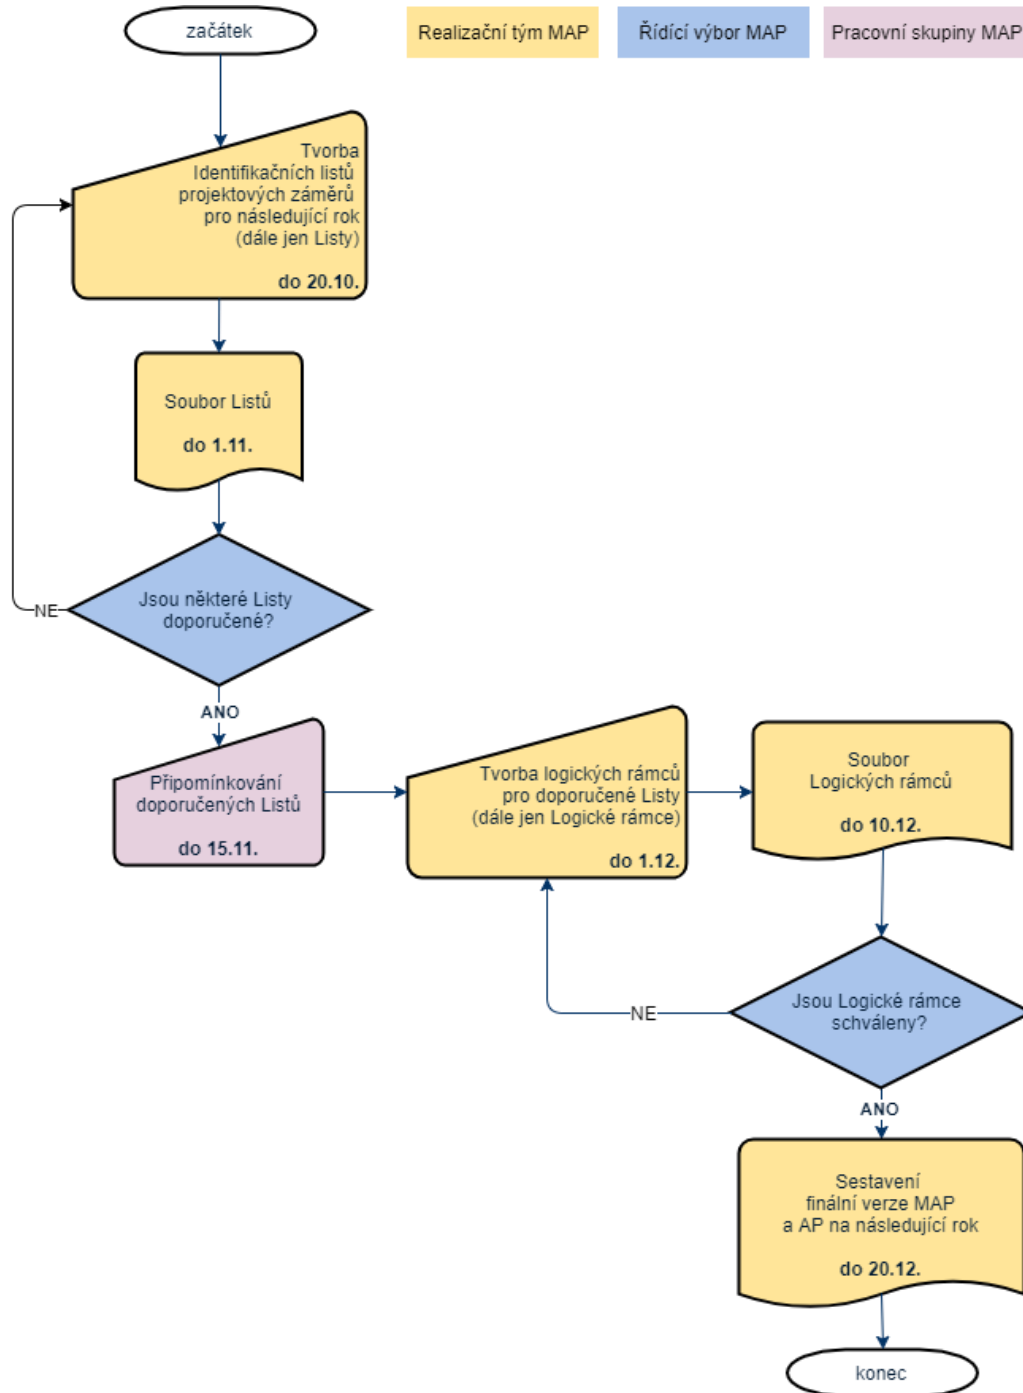 začátek
Realizační tým MAP
Řídící výbor MAP
Pracovní skupiny MAP
Tvorba
Identifikačních listů
projektových záměrů
pro následující rok
(dále jen Listy)
do 20.10.
Soubor Listů
do 1.11.
Jsou některé Listy
doporučené?
NE
ANO
Připomínkování
doporučených Listů
do 15.11.
Tvorba logických rámců
pro doporučené Listy
(dále jen Logické rámce)
do 1.12.
Soubor
Logických rámců
do 10.12.
Jsou Logické rámce
schváleny?
NE
ANO
Sestavení
finální verze MAP
a AP na následující rok
do 20.12.
konec